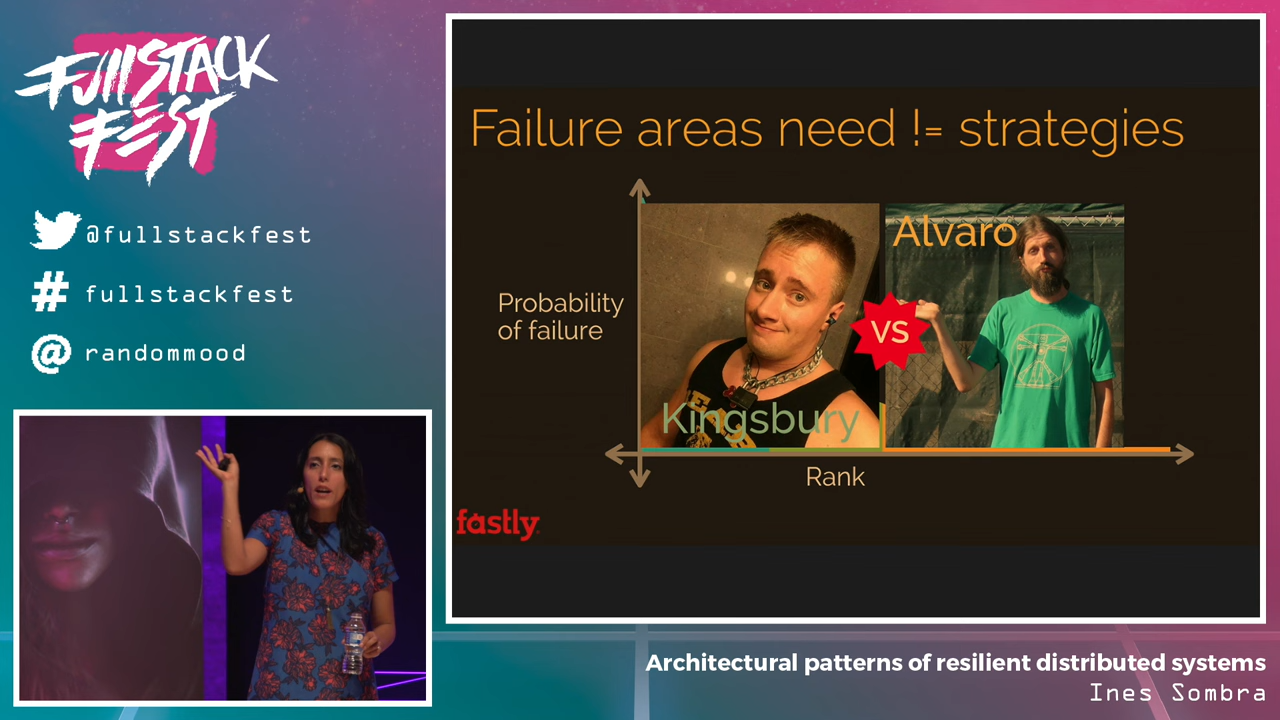 FullSTACK
FEST
@fullstackfest
# fullstackfest
@ randommood
Failure areas need != strategies
Probability
of failure
Kingsbury
VS
Alvaro
Rank
fastly
Architectural patterns of resilient distributed systems
Ines Sombra